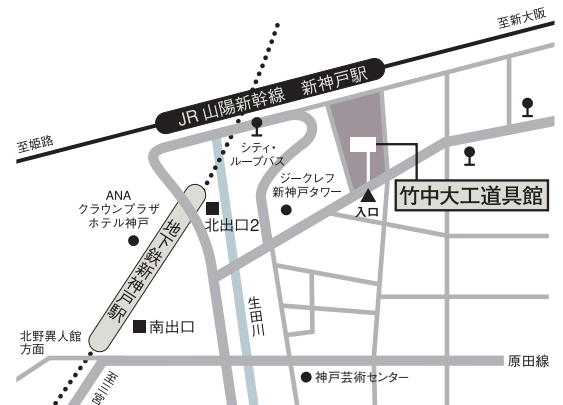 至新大阪
JR山陽新幹線　新神戸駅
至姫路
シティ・
ループバス
ジークレフ
新神戸タワー
竹中大工道具館
入口
ANA
クラウンプラザ
ホテル神戸
北出口2
地下鉄新神戸駅
生田川
南出口
北野異人館
方面
原田線
至三宮
神戸芸術センター